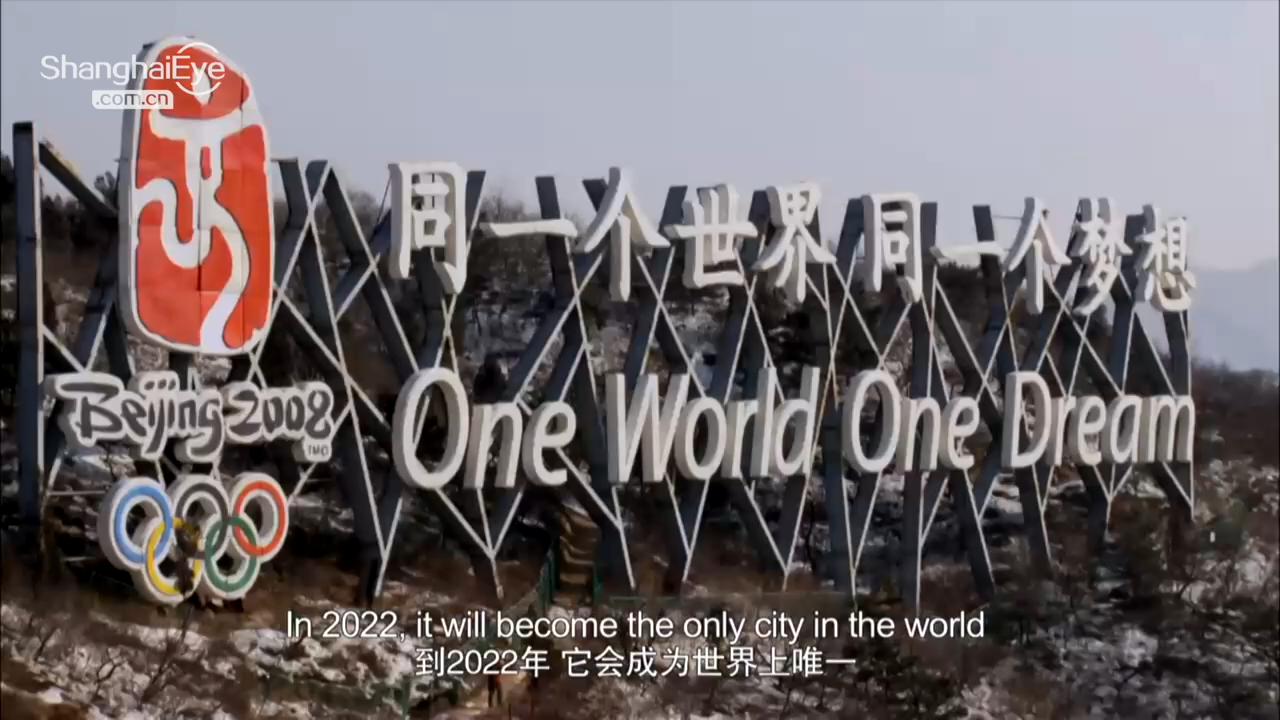 ShanghaiEye
.com.cn
同一个世界 同一个梦想
Beijing 2008
TM©
One World One Dream
In 2022, it will become the only city in the world
到2022年 它会成为世界上唯一